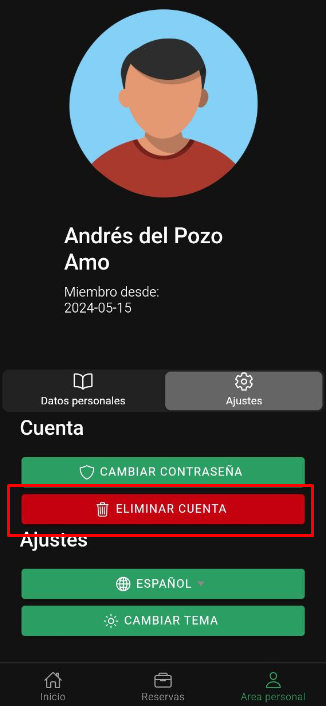 Andrés del Pozo
Amo
Miembro desde:
2024-05-15
Datos personales
Ajustes
Cuenta
CAMBIAR CONTRASEÑA
ELIMINAR CUENTA
Ajustes
ESPAÑOL
CAMBIAR TEMA
Inicio
Reservas
Area personal